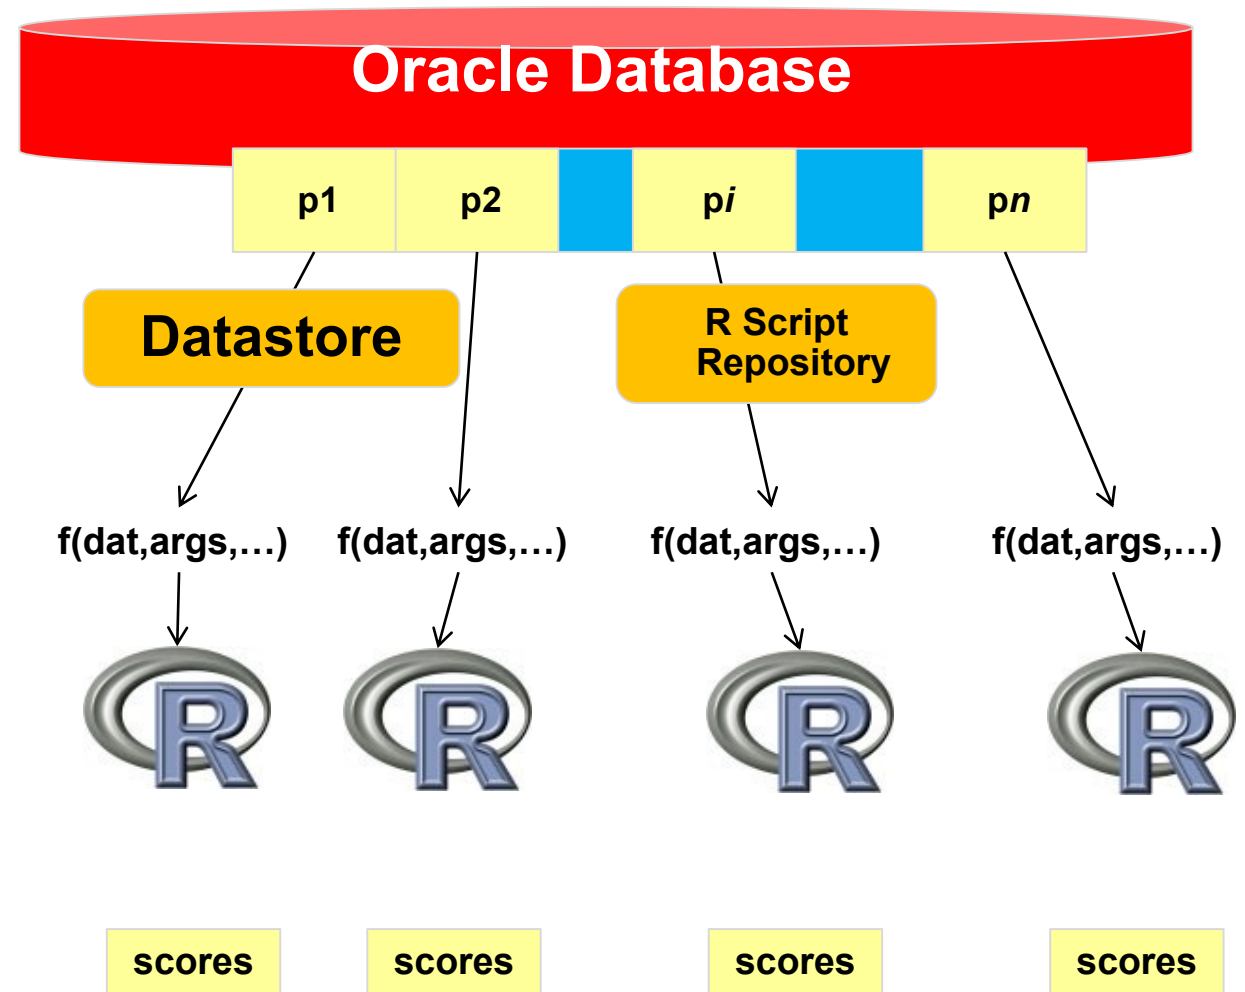 Oracle Database
p1 p2 pi pn
Datastore
R Script
Repository
f(dat,args,…) f(dat,args,…) f(dat,args,…) f(dat,args,…)
R R R R
scores scores scores scores